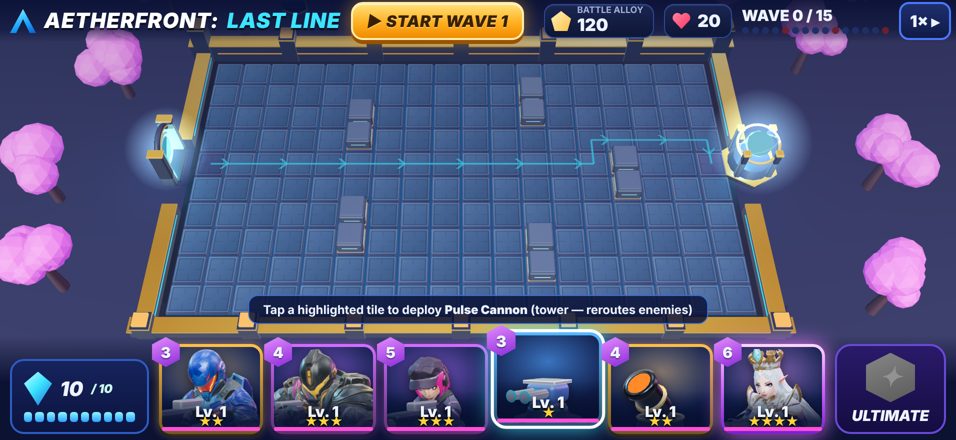 AETHERFRONT: LAST LINE
▶ START WAVE 1
BATTLE ALLOY
120
20
WAVE 0 / 15
1× ▶
Tap a highlighted tile to deploy Pulse Cannon (tower — reroutes enemies)
10 / 10
3
Lv. 1
4
Lv. 1
5
Lv. 1
3
Lv. 1
4
Lv. 1
6
Lv. 1
ULTIMATE